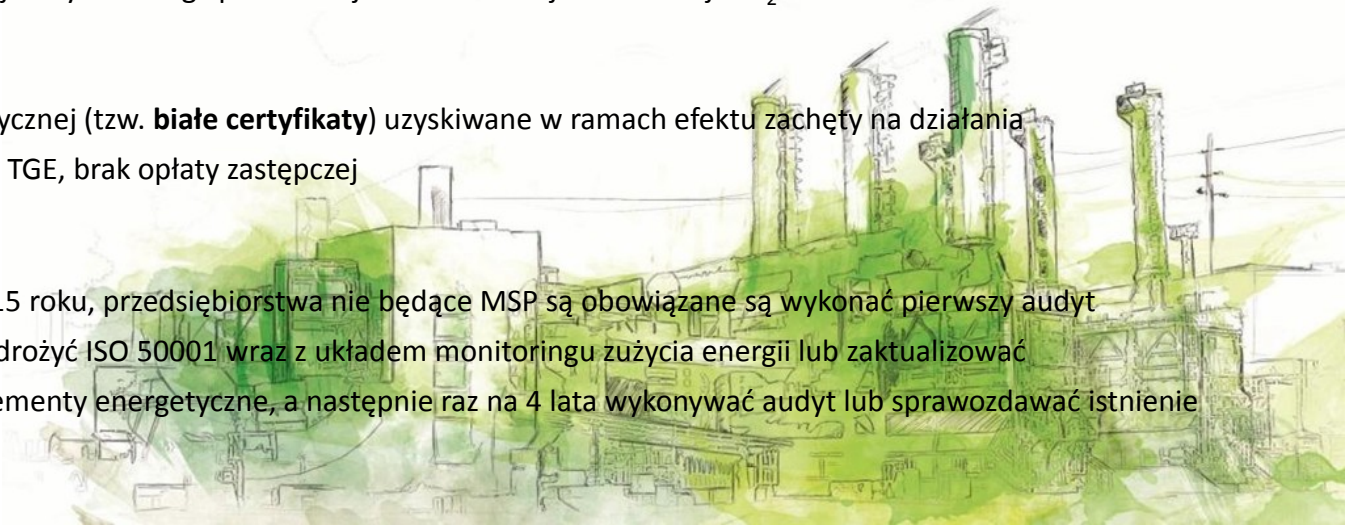 ycznej (tzw. białe certyfikaty) uzyskiwane w ramach efektu zachęty na działania
TGE, brak opłaty zastępczej
15 roku, przedsiębiorstwa nie będące MSP są obowiązane są wykonać pierwszy audyt
drożyć ISO 50001 wraz z układem monitoringu zużycia energii lub zaktualizować
ementy energetyczne, a następnie raz na 4 lata wykonywać audyt lub sprawozdawać istnienie